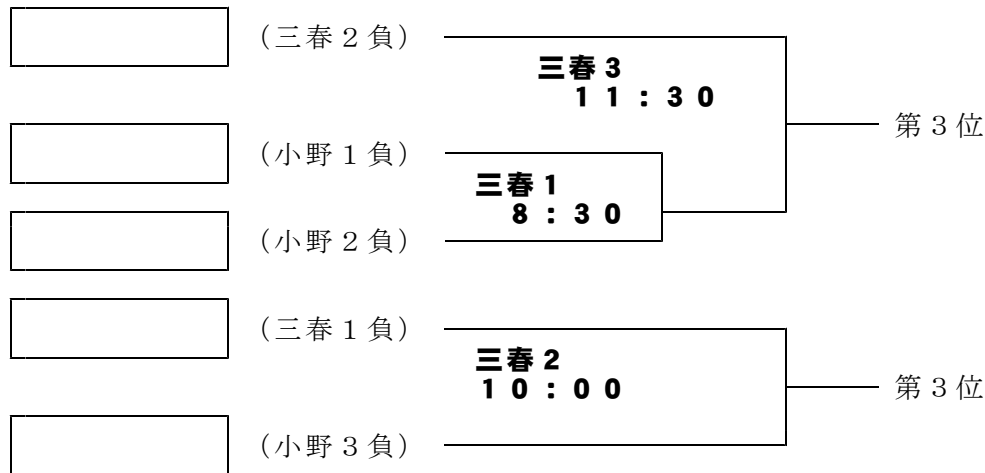 （三春２負）
三春３
１１：３０
第３位
（小野１負）
三春１
８：３０
（小野２負）
（三春１負）
三春２
１０：００
第３位
（小野３負）